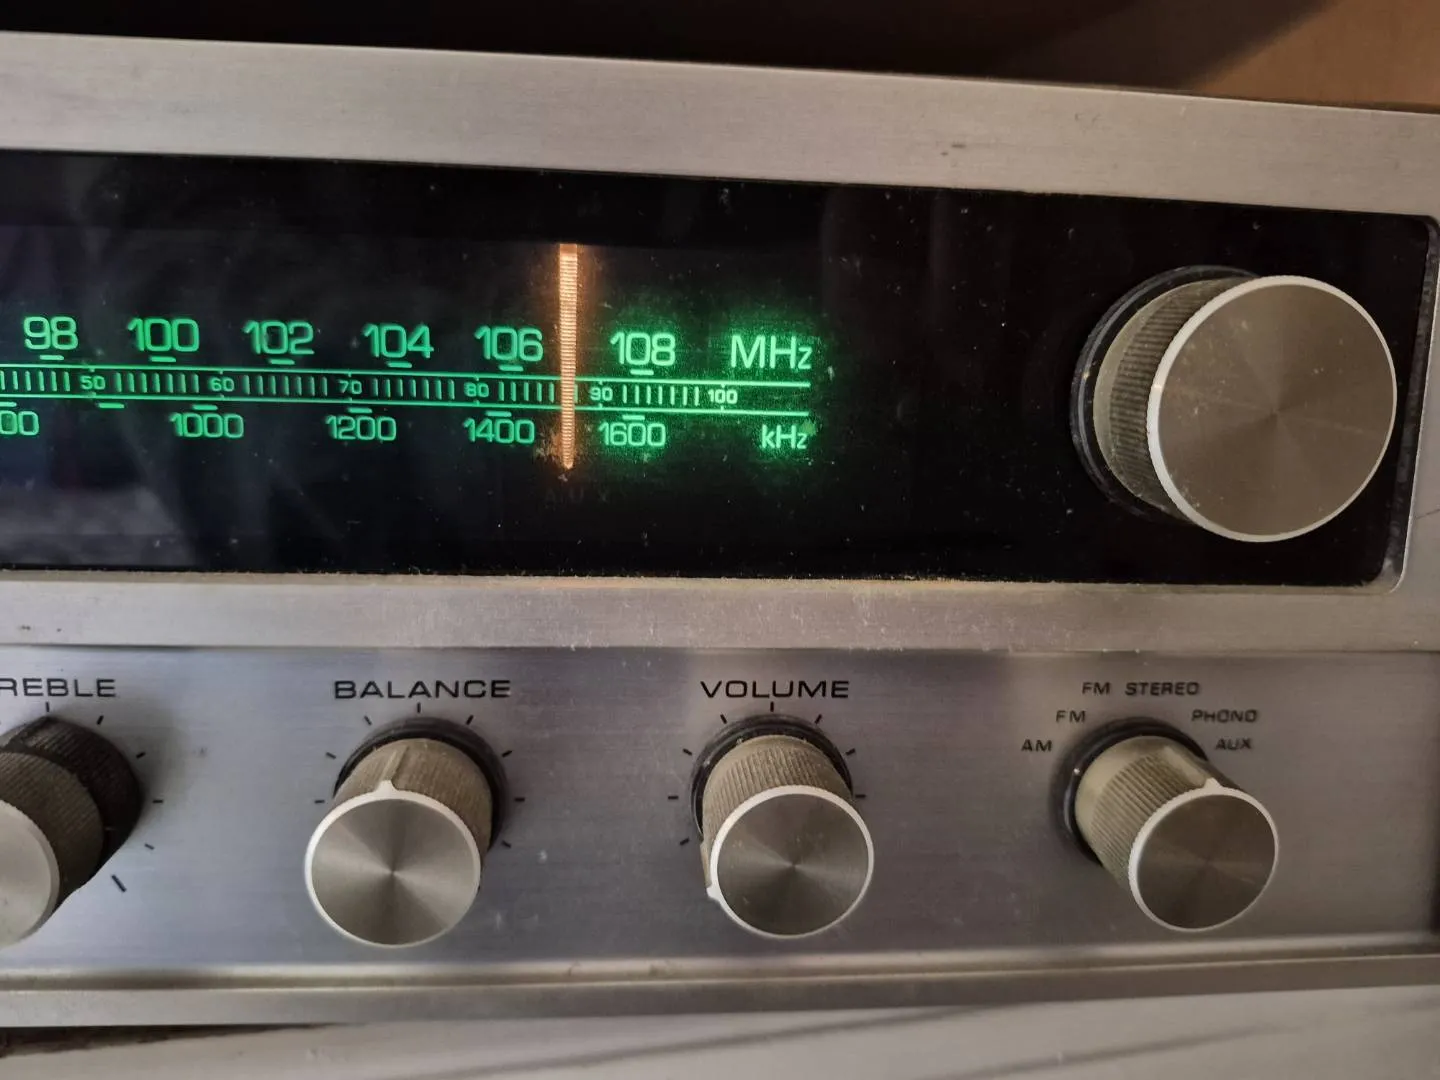 98 100 102 104 106 108 MHz
50 60 70 80 90 100
00 1000 1200 1400 1600 kHz
AUX
REBLE BALANCE VOLUME
FM STEREO
FM PHONO
AM AUX